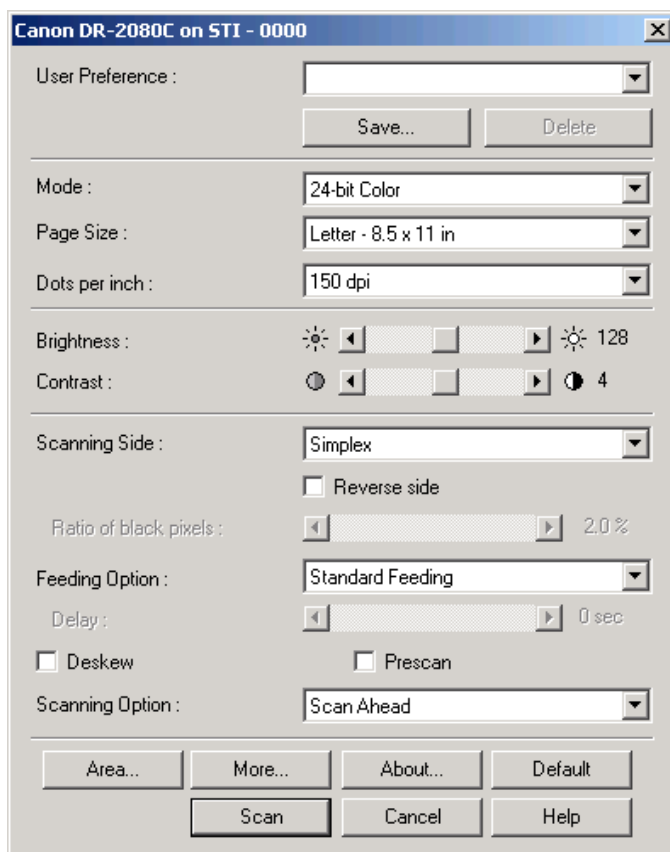 Canon DR-2080C on STI - 0000
User Preference :
Save... Delete
Mode : 24-bit Color
Page Size : Letter - 8.5 x 11 in
Dots per inch : 150 dpi
Brightness : 128
Contrast : 4
Scanning Side : Simplex
Reverse side
Ratio of black pixels : 2.0 %
Feeding Option : Standard Feeding
Delay : 0 sec
Deskew Prescan
Scanning Option : Scan Ahead
Area... More... About... Default
Scan Cancel Help